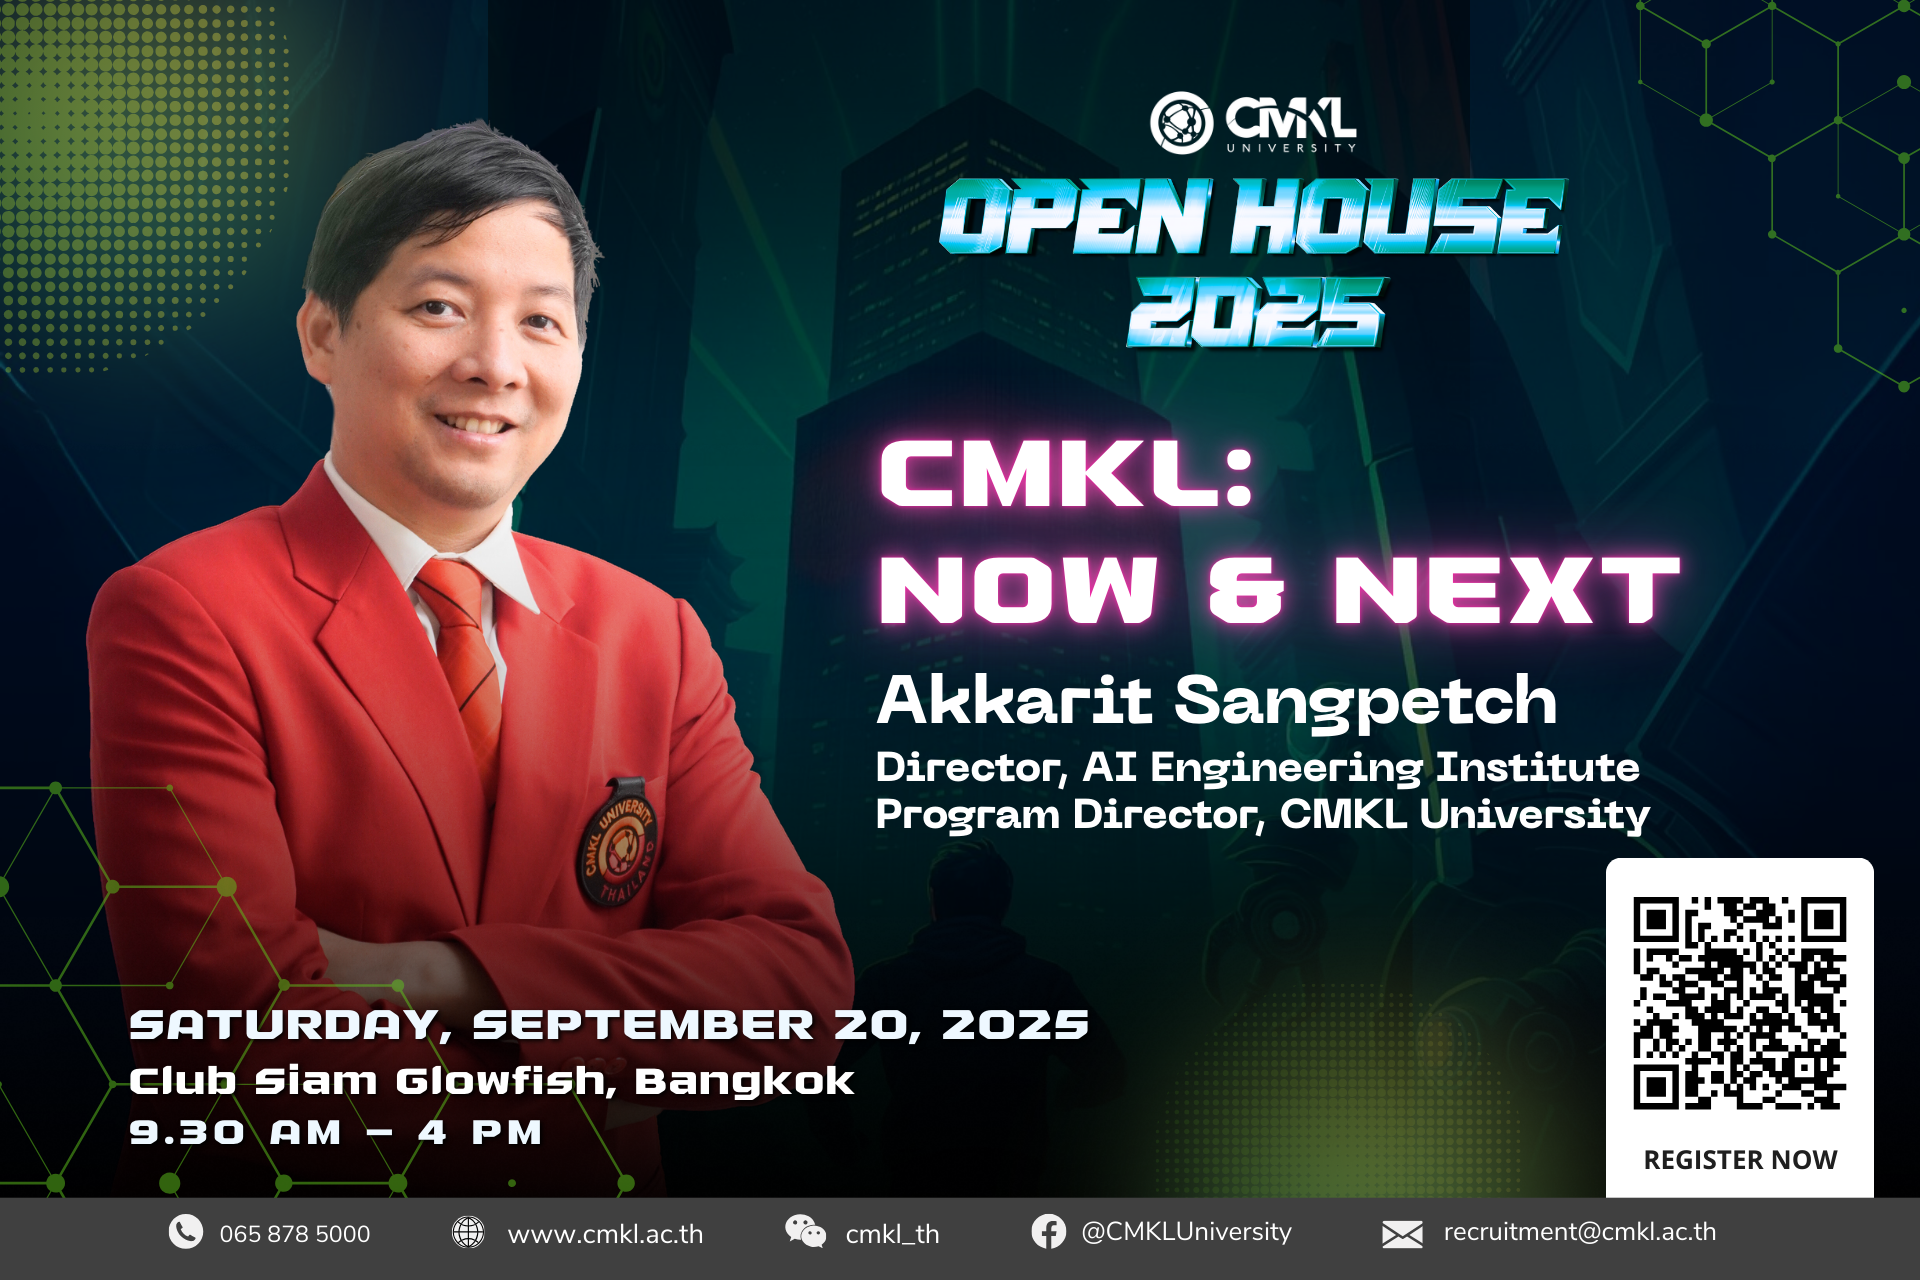 CMKL
UNIVERSITY
OPEN HOUSE
2025
CMKL:
NOW & NEXT
Akkarit Sangpetch
Director, AI Engineering Institute
Program Director, CMKL University
CMKL UNIVERSITY
THAILAND
SATURDAY, SEPTEMBER 20, 2025
Club Siam Glowfish, Bangkok
9.30 AM – 4 PM
REGISTER NOW
065 878 5000
www.cmkl.ac.th
cmkl_th
@CMKLUniversity
recruitment@cmkl.ac.th